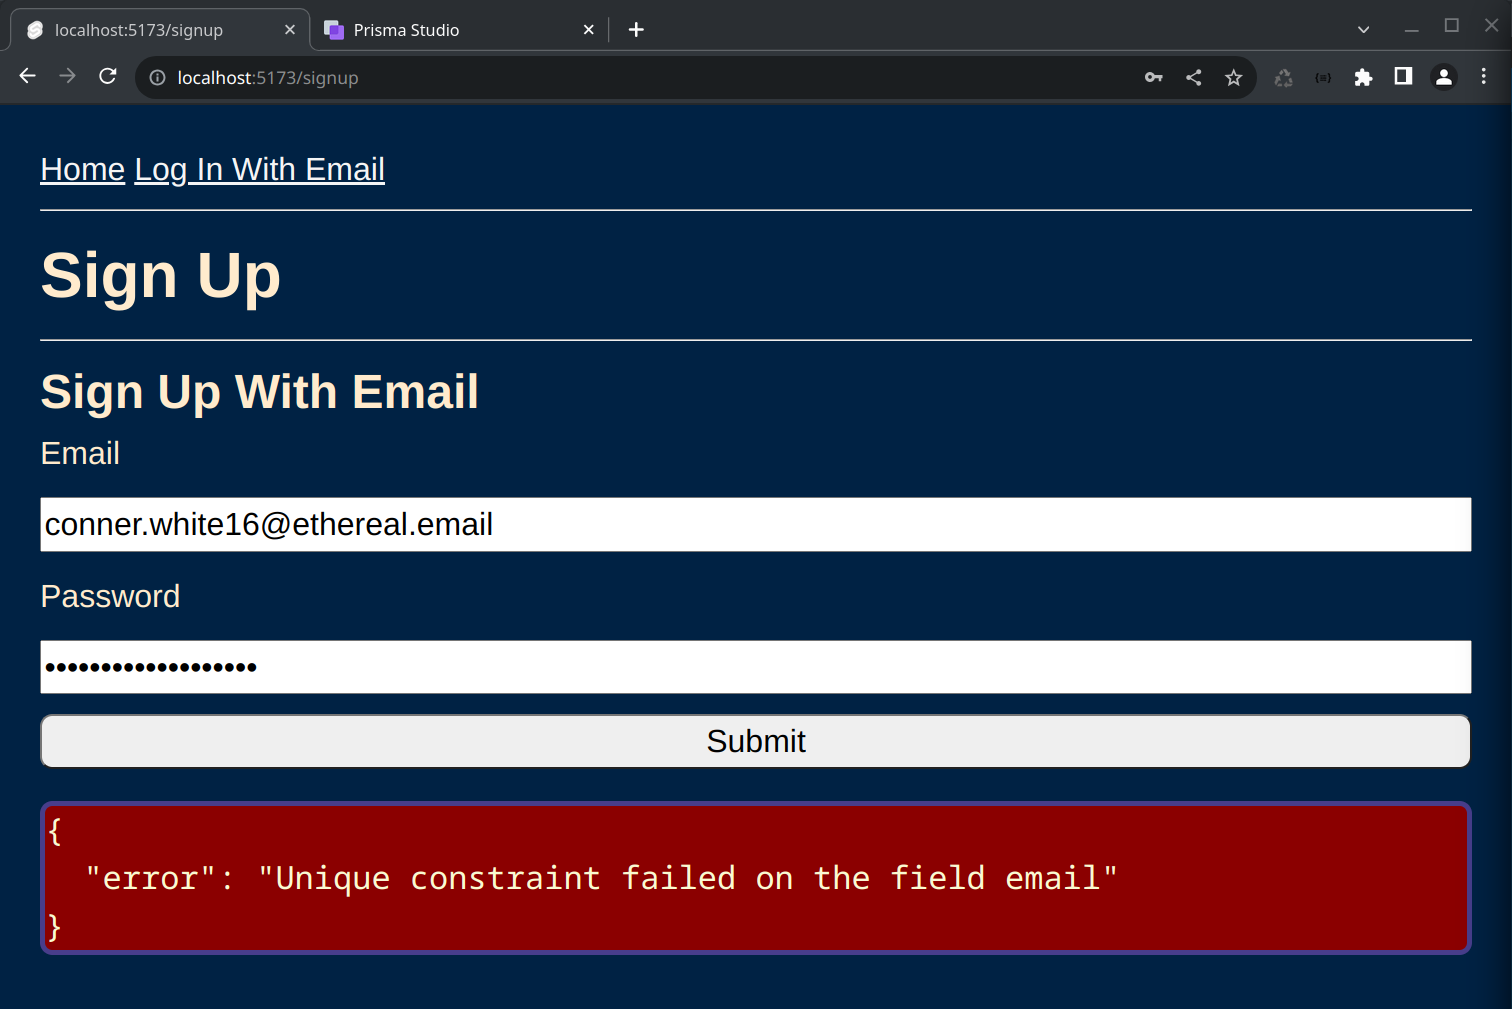 localhost:5173/signup
Prisma Studio
localhost:5173/signup
Home Log In With Email
Sign Up
Sign Up With Email
Email
conner.white16@ethereal.email
Password
•••••••••••••••••••
Submit
{
"error": "Unique constraint failed on the field email"
}